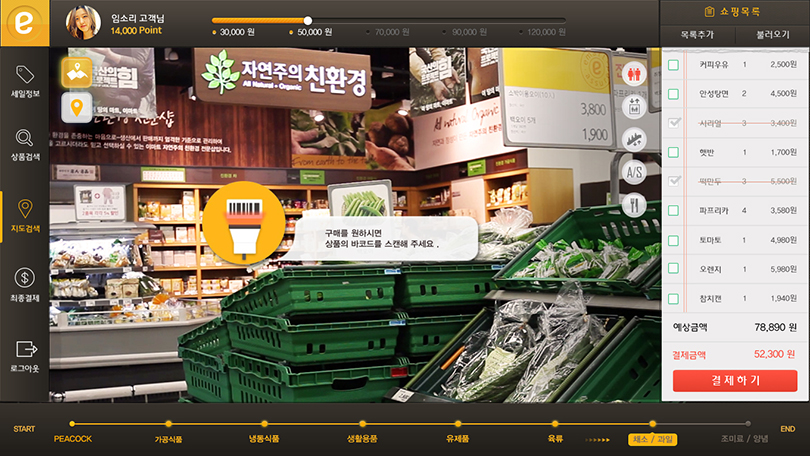 e
임소리 고객님
14,000 Point
30,000 원
50,000 원
70,000 원
90,000 원
120,000 원
쇼핑목록
목록추가
불러오기
세일정보
상품검색
지도검색
최종결제
로그아웃
자연주의 친환경
All Natural + Organic
3,800
백오이 5개
1,900
all natural
A/S
구매를 원하시면
상품의 바코드를 스캔해 주세요 .
커피우유 1 2,500원
안성탕면 2 4,500원
시리얼 3 3,400원
햇반 1 1,700원
떡만두 3 5,500원
파프리카 4 3,580원
토마토 1 4,980원
오렌지 1 5,980원
참치캔 1 1,940원
예상금액 78,890 원
결제금액 52,300 원
결제하기
START
PEACOCK
가공식품
냉동식품
생활용품
유제품
육류
채소 / 과일
조미료 / 양념
END